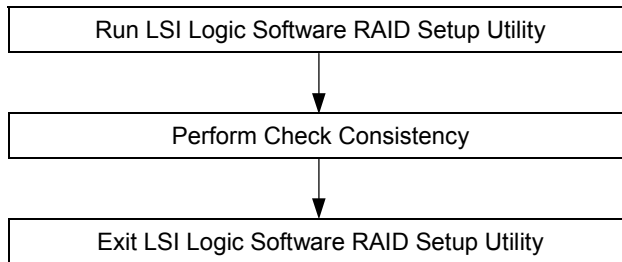 Run LSI Logic Software RAID Setup Utility
Perform Check Consistency
Exit LSI Logic Software RAID Setup Utility